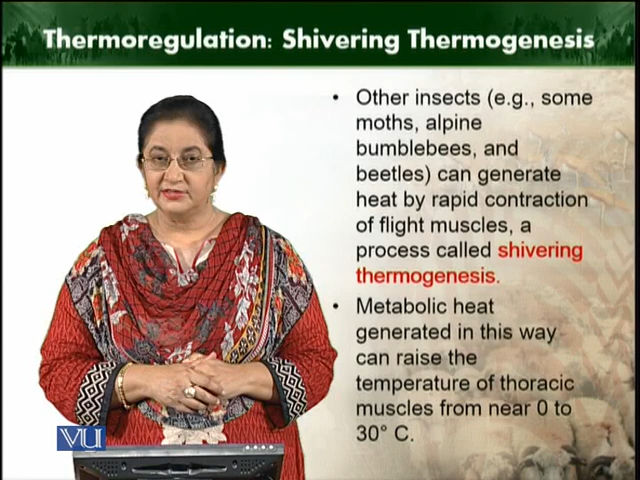 Thermoregulation: Shivering Thermogenesis
• Other insects (e.g., some
moths, alpine
bumblebees, and
beetles) can generate
heat by rapid contraction
of flight muscles, a
process called shivering
thermogenesis.
• Metabolic heat
generated in this way
can raise the
temperature of thoracic
muscles from near 0 to
30° C.
VU